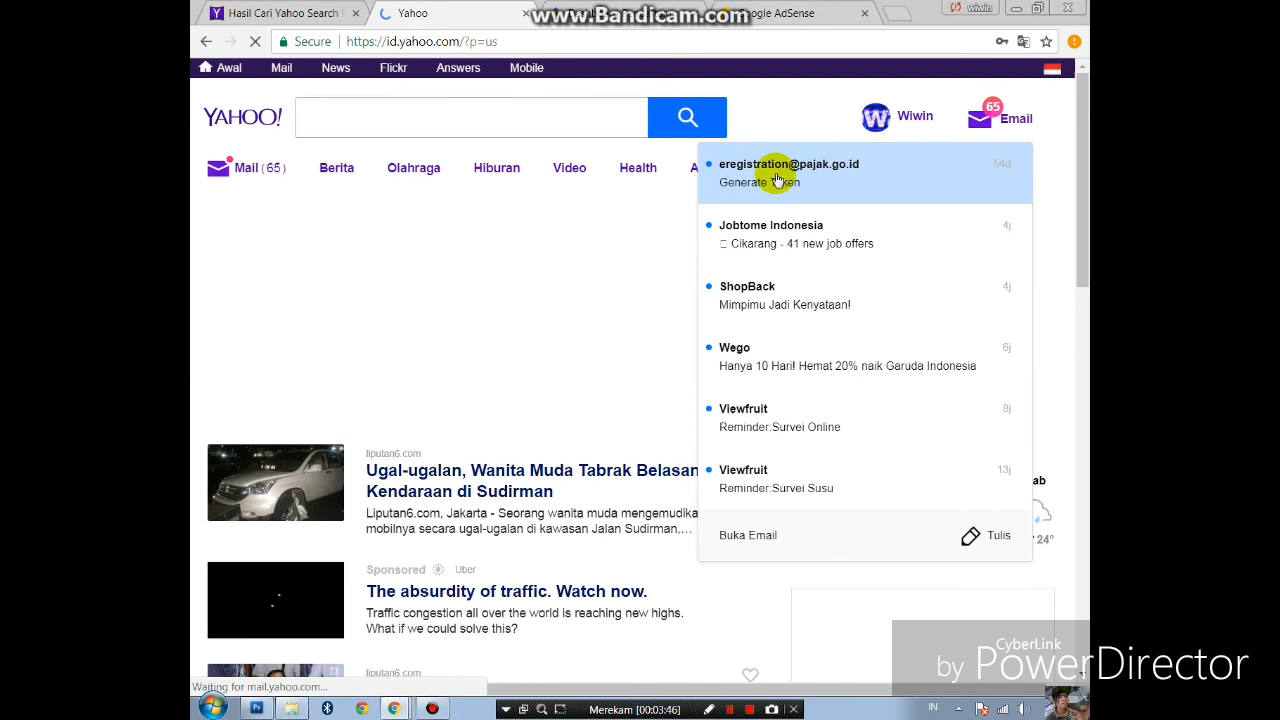 Hasil Cari Yahoo Search
Yahoo
www.Bandicam.com
Google AdSense
wiwin
Secure
https://id.yahoo.com/?p=us
Awal
Mail
News
Flickr
Answers
Mobile
YAHOO!
Wiwin
65
Email
Mail (65)
Berita
Olahraga
Hiburan
Video
Health
eregistration@pajak.go.id
54d
Generate Token
Jobtome Indonesia
4j
Cikarang - 41 new job offers
ShopBack
4j
Mimpimu Jadi Kenyataan!
Wego
6j
Hanya 10 Hari! Hemat 20% naik Garuda Indonesia
Viewfruit
8j
Reminder:Survei Online
Viewfruit
13j
Reminder:Survei Susu
Buka Email
Tulis
ab
24°
liputan6.com
Ugal-ugalan, Wanita Muda Tabrak Belasan
Kendaraan di Sudirman
Liputan6.com, Jakarta - Seorang wanita muda mengemudika
mobilnya secara ugal-ugalan di kawasan Jalan Sudirman,...
Sponsored
Uber
The absurdity of traffic. Watch now.
Traffic congestion all over the world is reaching new highs.
What if we could solve this?
liputan6.com
Waiting for mail.yahoo.com...
CyberLink
by PowerDirector
Merekam [00:03:46]
IN